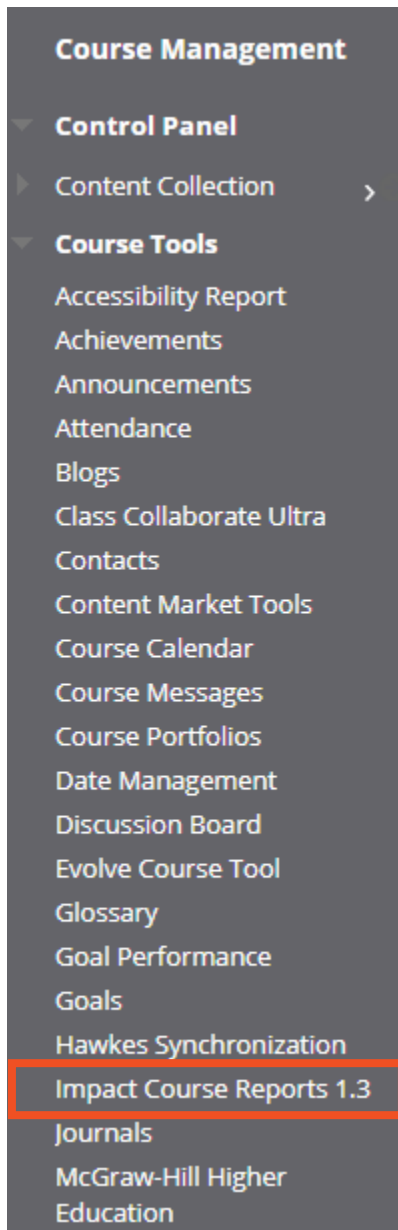 Course Management
Control Panel
Content Collection
Course Tools
Accessibility Report
Achievements
Announcements
Attendance
Blogs
Class Collaborate Ultra
Contacts
Content Market Tools
Course Calendar
Course Messages
Course Portfolios
Date Management
Discussion Board
Evolve Course Tool
Glossary
Goal Performance
Goals
Hawkes Synchronization
Impact Course Reports 1.3
Journals
McGraw-Hill Higher
Education